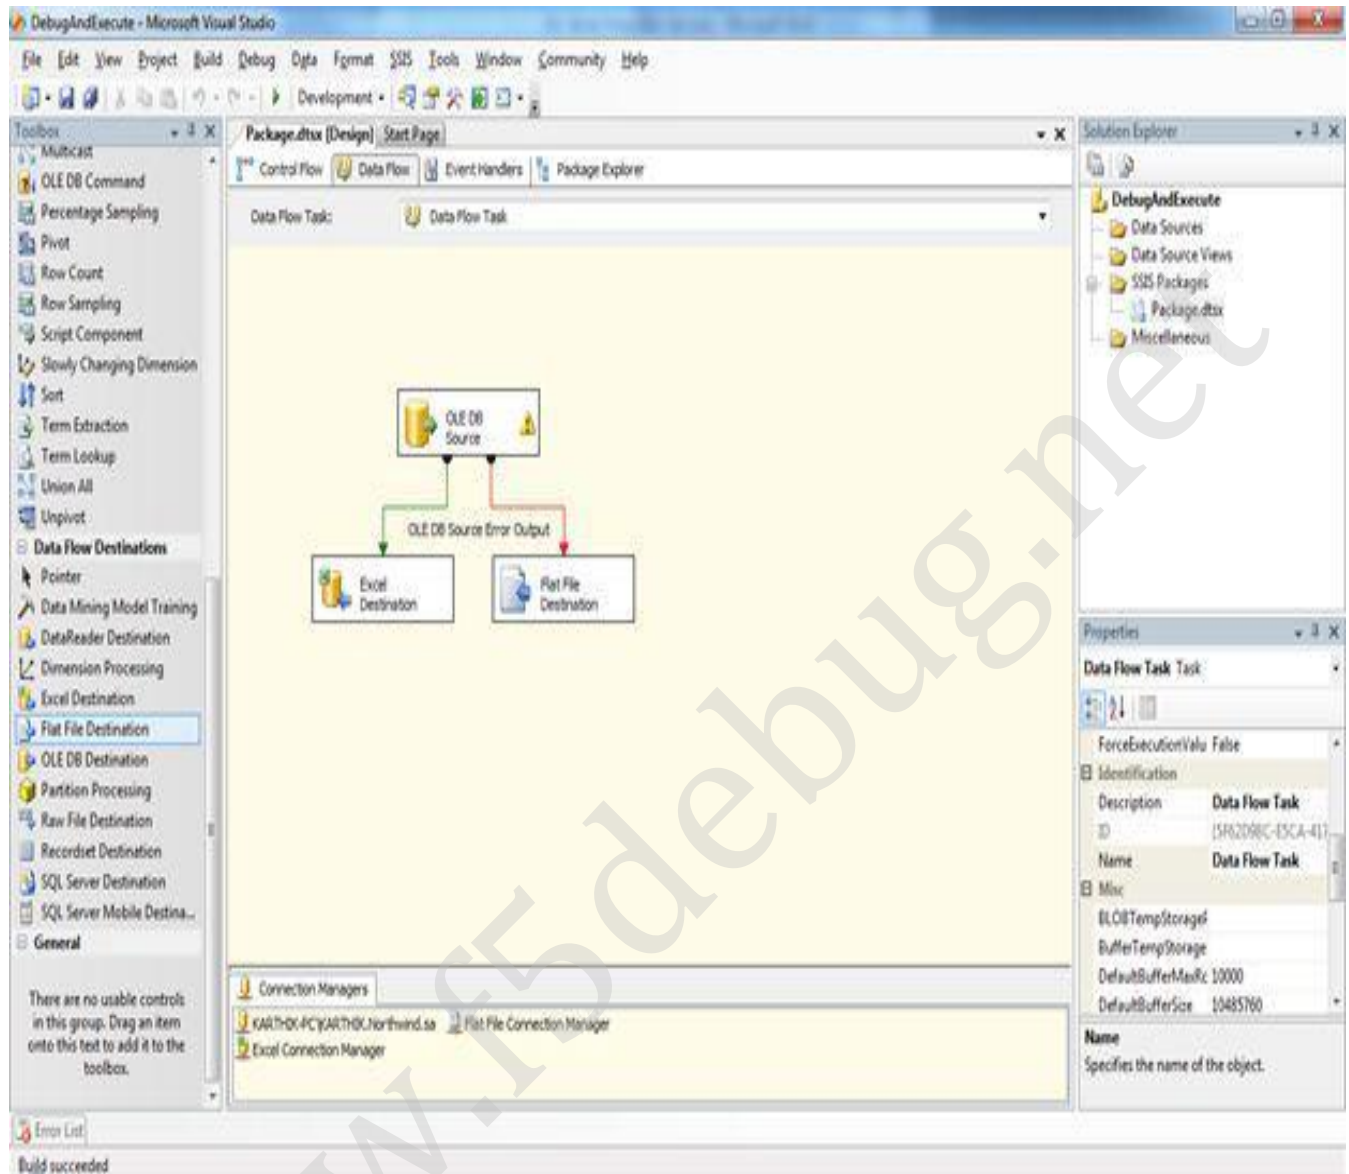 DebugAndExecute - Microsoft Visual Studio
File Edit View Project Build Debug Data Format SSIS Tools Window Community Help
Development
Toolbox
Multicast
OLE DB Command
Percentage Sampling
Pivot
Row Count
Row Sampling
Script Component
Slowly Changing Dimension
Sort
Term Extraction
Term Lookup
Union All
Unpivot
Data Flow Destinations
Pointer
Data Mining Model Training
DataReader Destination
Dimension Processing
Excel Destination
Flat File Destination
OLE DB Destination
Partition Processing
Raw File Destination
Recordset Destination
SQL Server Destination
SQL Server Mobile Destina...
General
There are no usable controls
in this group. Drag an item
onto this text to add it to the
toolbox.
Package.dtsx [Design] Start Page
Control Flow Data Flow Event Handlers Package Explorer
Data Flow Task: Data Flow Task
OLE DB
Source
OLE DB Source Error Output
Excel
Destination
Flat File
Destination
Connection Managers
KARTHIK-PC\KARTHIK.Northwind.sa Flat File Connection Manager
Excel Connection Manager
Solution Explorer
DebugAndExecute
Data Sources
Data Source Views
SSIS Packages
Package.dtsx
Miscellaneous
Properties
Data Flow Task Task
ForceExecutionValu False
Identification
Description Data Flow Task
ID
Name Data Flow Task
Misc
BLOBTempStorageF
BufferTempStorage
DefaultBufferMaxRc 10000
DefaultBufferSize 10485760
Name
Specifies the name of the object.
Error List
Build succeeded
w.f5debug.net